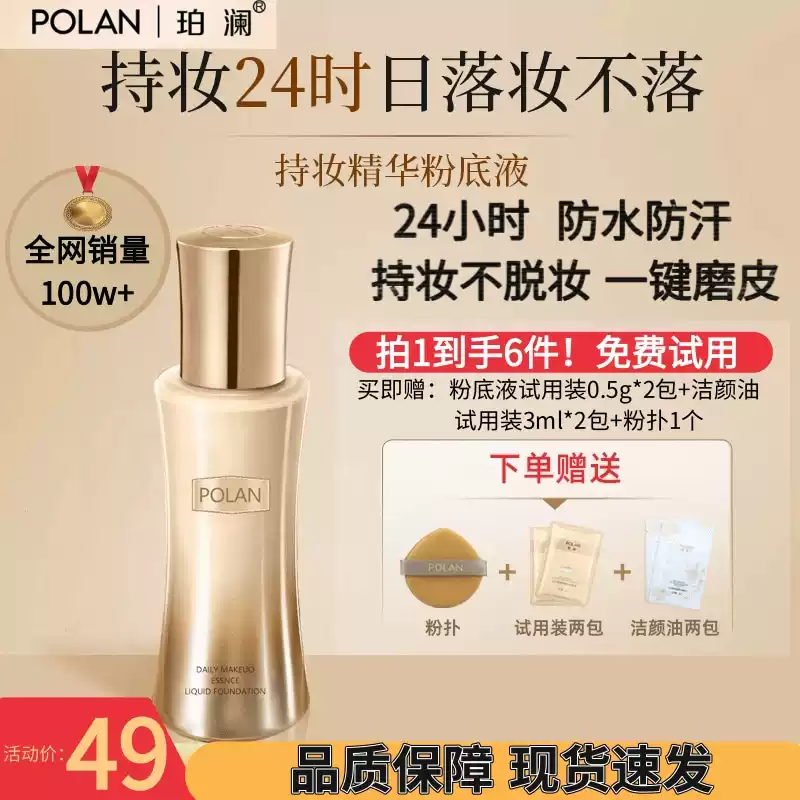 POLAN | 珀澜®
持妆24时日落妆不落
持妆精华粉底液
全网销量
100w+
24小时 防水防汗
持妆不脱妆 一键磨皮
拍1到手6件！免费试用
买即赠：粉底液试用装0.5g*2包+洁颜油
试用装3ml*2包+粉扑1个
下单赠送
POLAN
POLAN
粉扑
+
试用装两包
+
洁颜油两包
DAILY MAKEUO
ESSNCE
LIQUID FOUNDATION
活动价：49
品质保障 现货速发